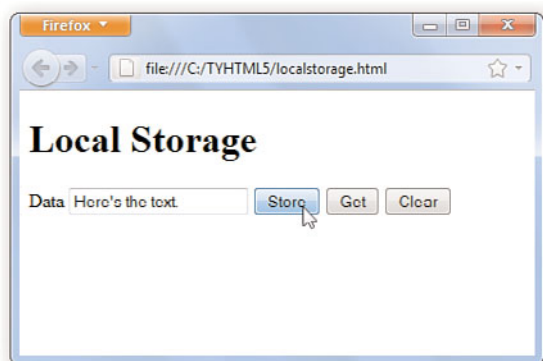 Firefox
file:///C:/TYHTML5/localstorage.html
Local Storage
Data Here's the text. Store Get Clear